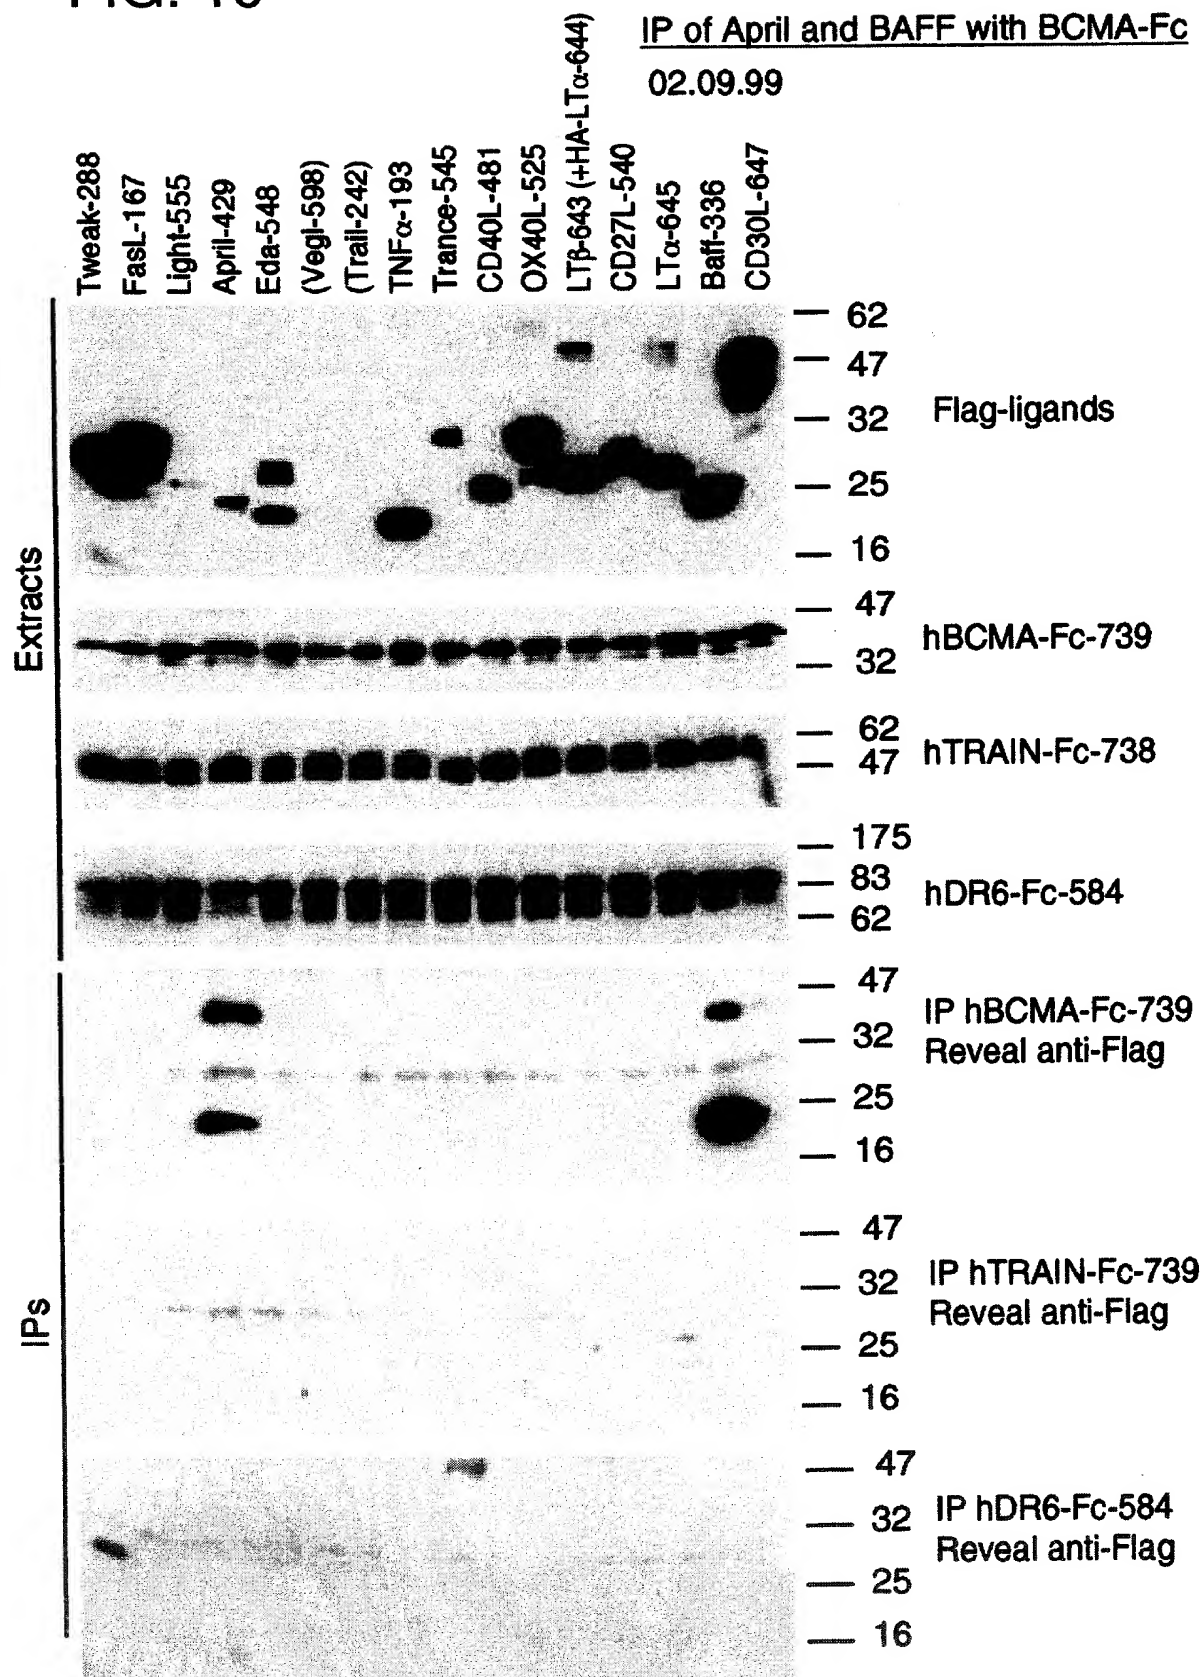 IP of April and BAFF with BCMA-Fc
02.09.99
Tweak-288
FasL-167
Light-555
April-429
Eda-548
(Vegl-598)
(Trail-242)
TNFα-193
Trance-545
CD40L-481
OX40L-525
LTβ-643 (+HA-LTα-644)
CD27L-540
LTα-645
Baff-336
CD30L-647
Extracts
62
47
32
25
16
Flag-ligands
47
32
hBCMA-Fc-739
62
47
hTRAIN-Fc-738
175
83
62
hDR6-Fc-584
IPs
47
32
25
16
IP hBCMA-Fc-739
Reveal anti-Flag
47
32
25
16
IP hTRAIN-Fc-739
Reveal anti-Flag
47
32
25
16
IP hDR6-Fc-584
Reveal anti-Flag